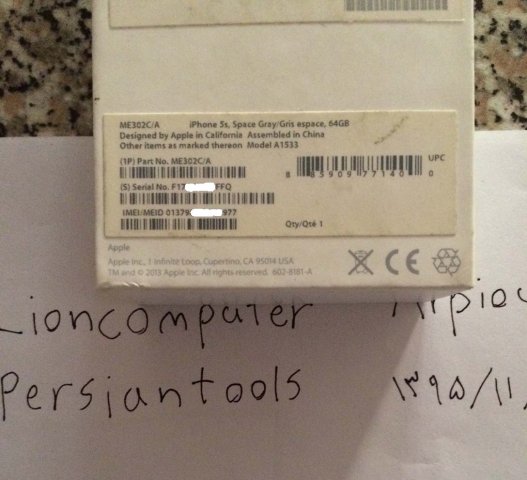 UPC
ME302C/A iPhone 5s, Space Gray/Gris espace, 64GB
Designed by Apple in California Assembled in China
Other items as marked thereon Model A1533
(1P) Part No. ME302C/A
8 85909 77140 0
(S) Serial No. F17 FFQ
IMEI/MEID 01379 977
Qty/Qté 1
Apple
Apple Inc., 1 Infinite Loop, Cupertino, CA 95014 USA
TM and © 2013 Apple Inc. All rights reserved. 602-8181-A
CE
Lioncomputer
Persiantools ۱۳۹۵/۱۱/